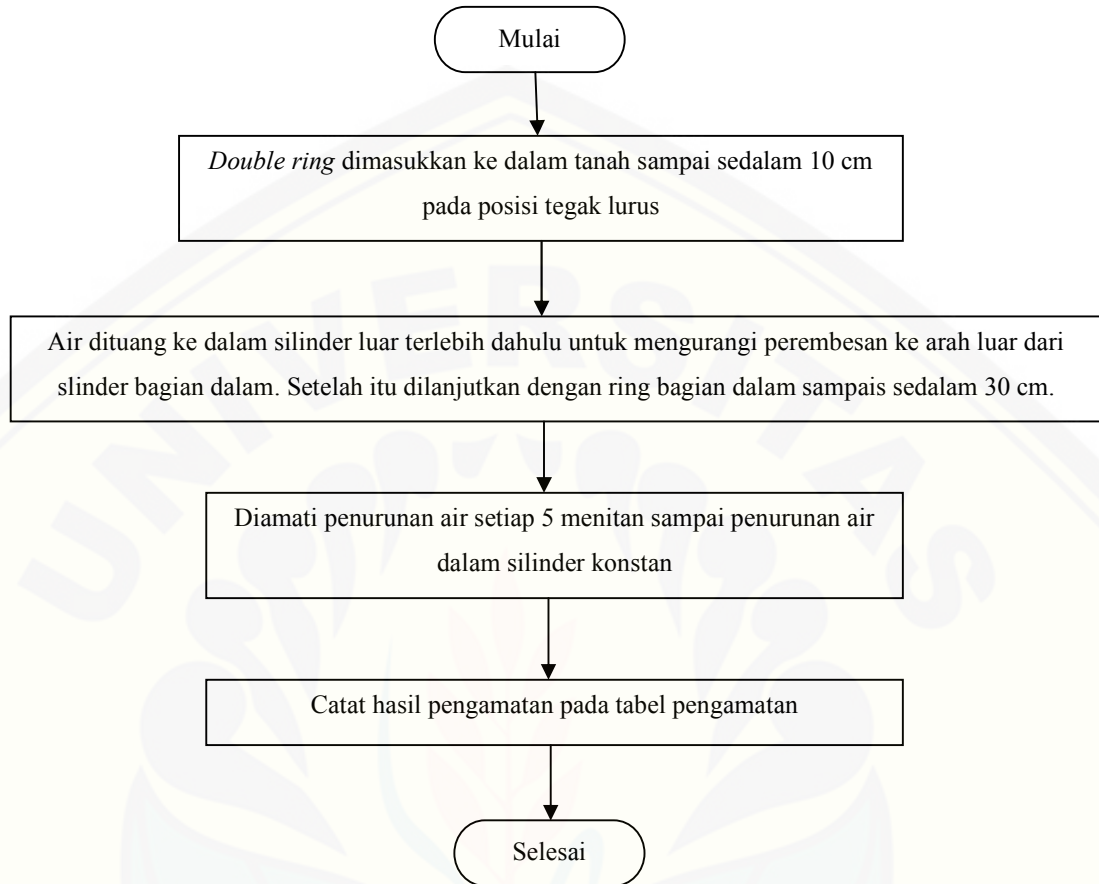 Mulai
Double ring dimasukkan ke dalam tanah sampai sedalam 10 cm
pada posisi tegak lurus
Air dituang ke dalam silinder luar terlebih dahulu untuk mengurangi perembesan ke arah luar dari
slinder bagian dalam. Setelah itu dilanjutkan dengan ring bagian dalam sampais sedalam 30 cm.
Diamati penurunan air setiap 5 menitan sampai penurunan air
dalam silinder konstan
Catat hasil pengamatan pada tabel pengamatan
Selesai
UNIVERSITAS